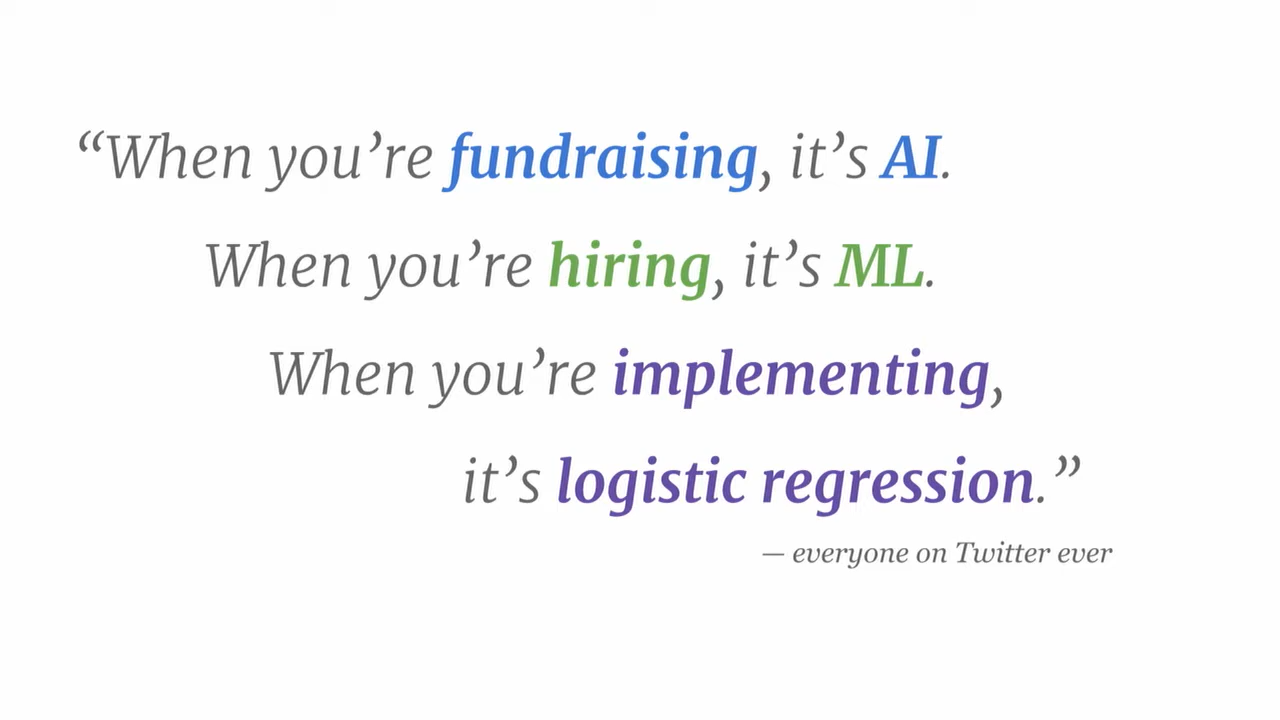 “When you’re fundraising, it’s AI.
When you’re hiring, it’s ML.
When you’re implementing,
it’s logistic regression.”
— everyone on Twitter ever